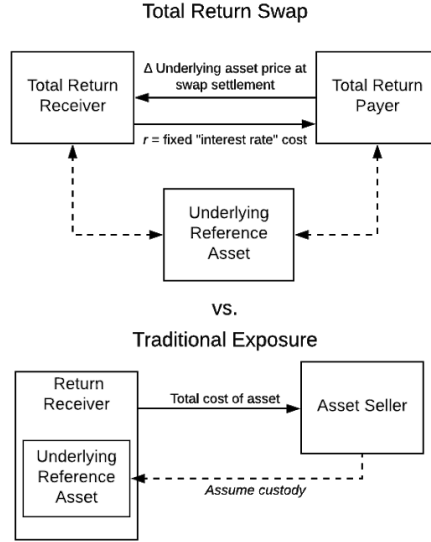 Total Return Swap
Total Return
Receiver
Δ Underlying asset price at
swap settlement
r = fixed "interest rate" cost
Total Return
Payer
Underlying
Reference
Asset
vs.
Traditional Exposure
Return
Receiver
Underlying
Reference
Asset
Total cost of asset
Assume custody
Asset Seller